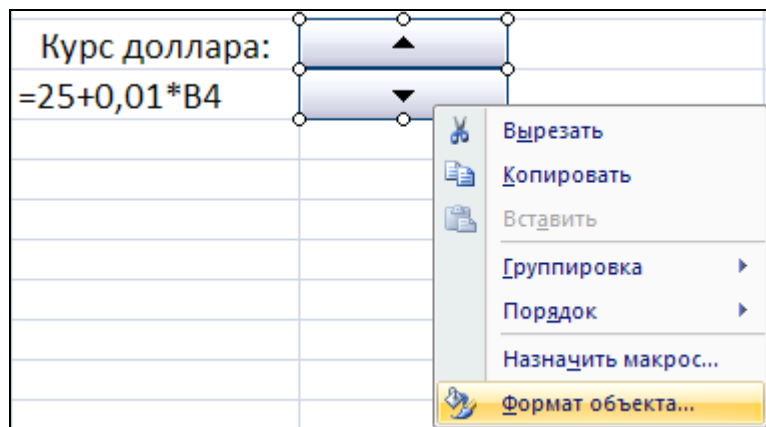 Курс доллара:
=25+0,01*B4
Вырезать
Копировать
Вставить
Группировка
Порядок
Назначить макрос...
Формат объекта...